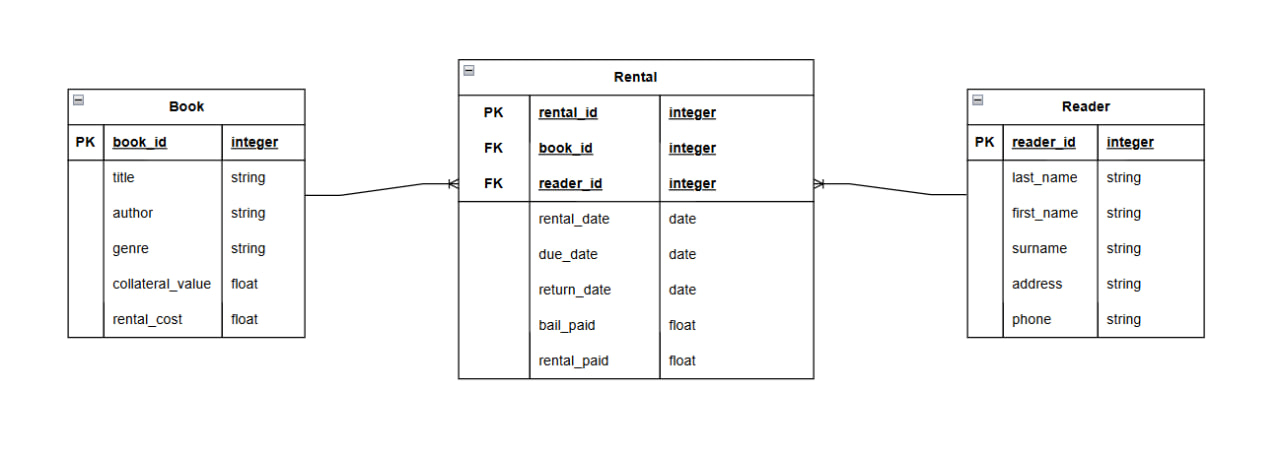 Book
PK book_id integer
title string
author string
genre string
collateral_value float
rental_cost float
Rental
PK rental_id integer
FK book_id integer
FK reader_id integer
rental_date date
due_date date
return_date date
bail_paid float
rental_paid float
Reader
PK reader_id integer
last_name string
first_name string
surname string
address string
phone string